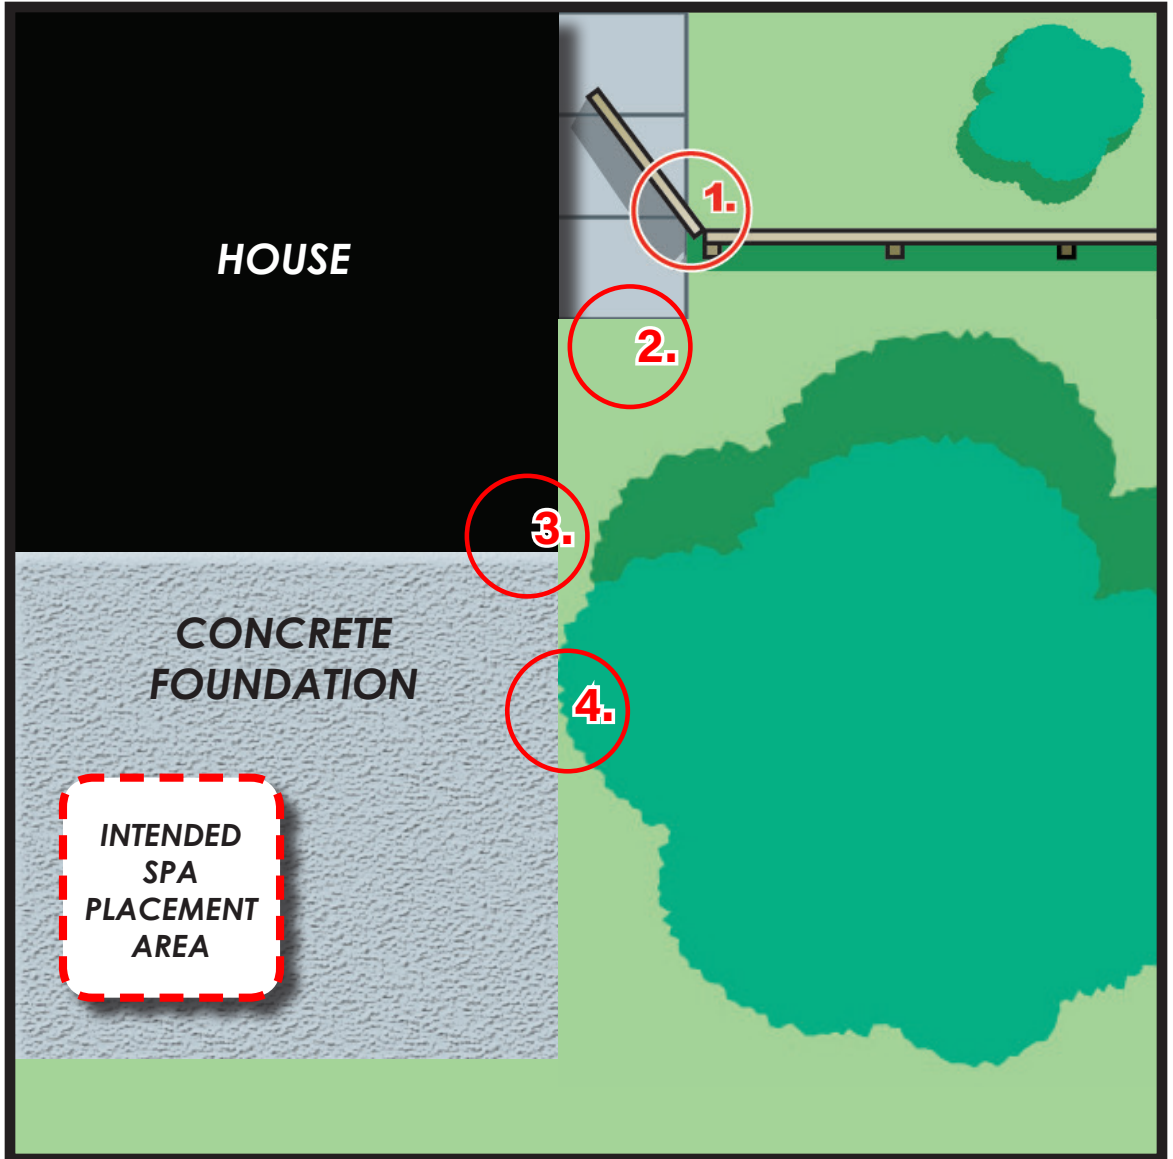 HOUSE
1.
2.
3.
CONCRETE
FOUNDATION
4.
INTENDED
SPA
PLACEMENT
AREA